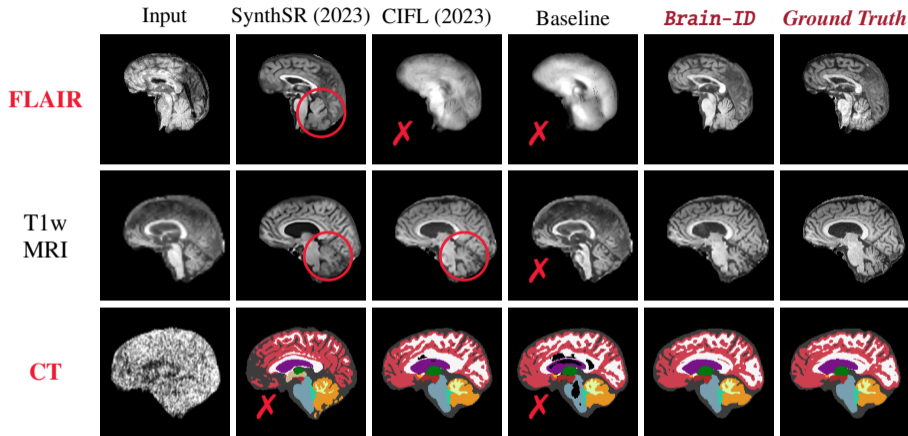 Input SynthSR (2023) CIFL (2023) Baseline Brain-ID Ground Truth
FLAIR
✗ ✗
T1w
MRI
✗
CT
✗ ✗